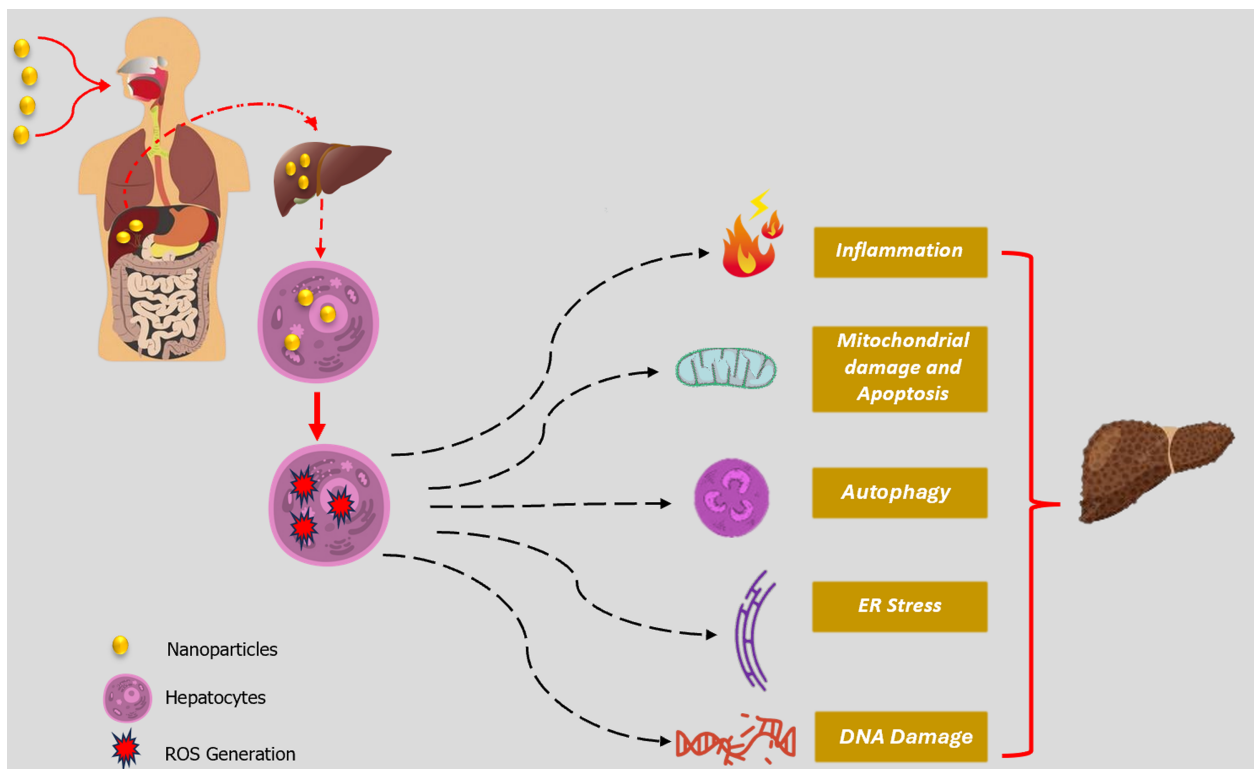 Inflammation
Mitochondrial
damage and
Apoptosis
Autophagy
ER Stress
DNA Damage
Nanoparticles
Hepatocytes
ROS Generation